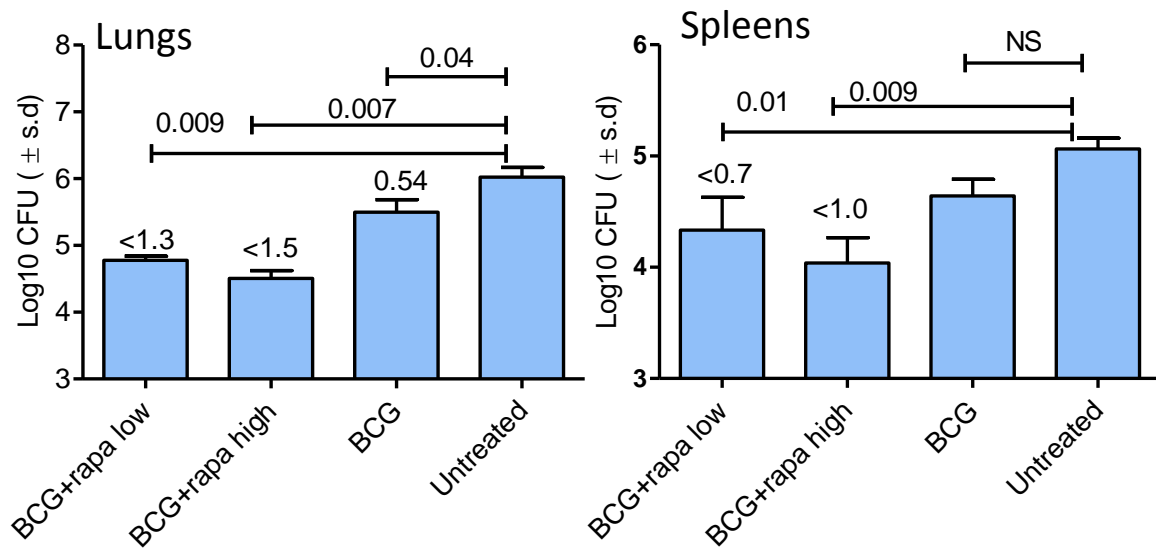 Lungs
Log10 CFU ( ± s.d)
8
7
6
5
4
3
0.04
0.007
0.009
<1.3
<1.5
0.54
BCG+rapa low
BCG+rapa high
BCG
Untreated
Spleens
Log10 CFU ( ± s.d)
6
5
4
3
NS
0.009
0.01
<0.7
<1.0
BCG+rapa low
BCG+rapa high
BCG
Untreated